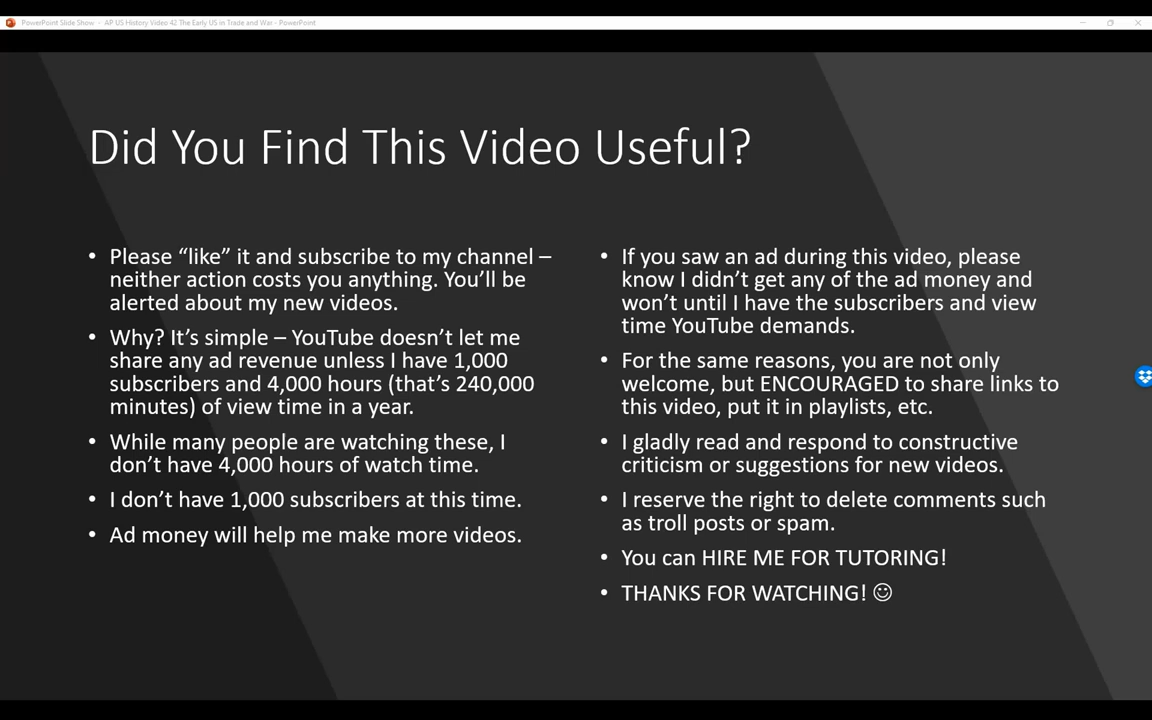 PowerPoint Slide Show - AP US History Video 42 The Early US in Trade and War - PowerPoint
Did You Find This Video Useful?
• Please “like” it and subscribe to my channel –
neither action costs you anything. You’ll be
alerted about my new videos.
• Why? It’s simple – YouTube doesn’t let me
share any ad revenue unless I have 1,000
subscribers and 4,000 hours (that’s 240,000
minutes) of view time in a year.
• While many people are watching these, I
don’t have 4,000 hours of watch time.
• I don’t have 1,000 subscribers at this time.
• Ad money will help me make more videos.
• If you saw an ad during this video, please
know I didn’t get any of the ad money and
won’t until I have the subscribers and view
time YouTube demands.
• For the same reasons, you are not only
welcome, but ENCOURAGED to share links to
this video, put it in playlists, etc.
• I gladly read and respond to constructive
criticism or suggestions for new videos.
• I reserve the right to delete comments such
as troll posts or spam.
• You can HIRE ME FOR TUTORING!
• THANKS FOR WATCHING! ☺